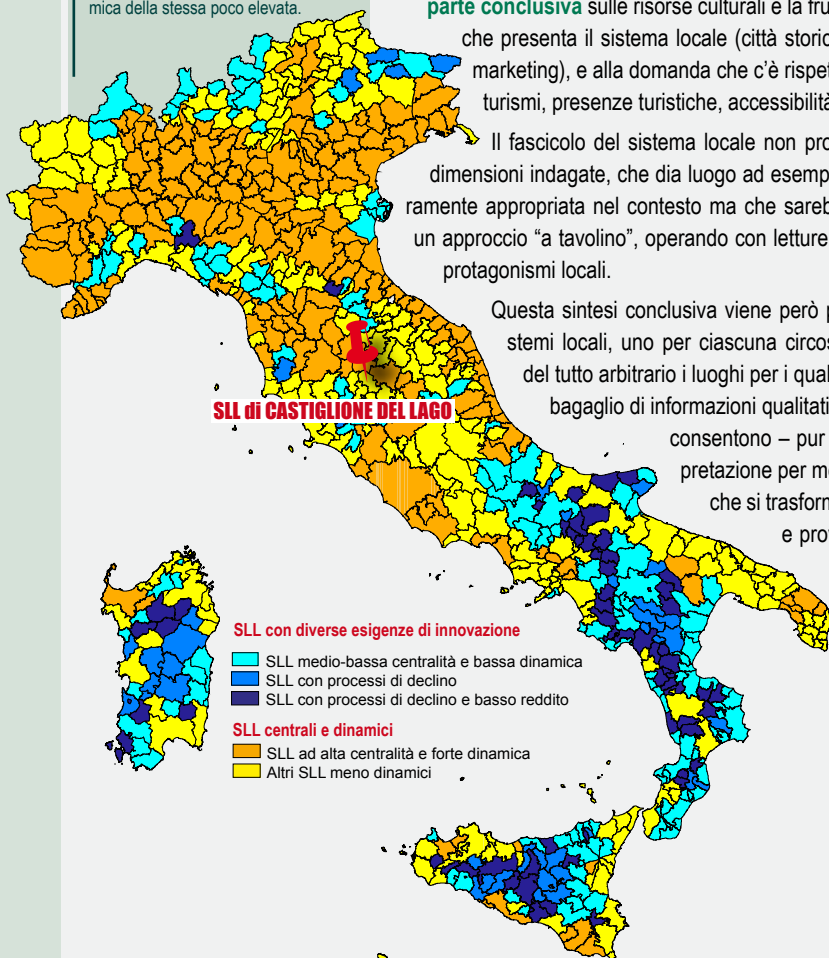 mica della stessa poco elevata.
parte conclusiva sulle risorse culturali e la fru
che presenta il sistema locale (città storic
marketing), e alla domanda che c'è rispet
turismi, presenze turistiche, accessibilità
Il fascicolo del sistema locale non pro
dimensioni indagate, che dia luogo ad esemp
ramente appropriata nel contesto ma che sareb
un approccio “a tavolino”, operando con letture
protagonismi locali.
Questa sintesi conclusiva viene però p
stemi locali, uno per ciascuna circos
del tutto arbitrario i luoghi per i qual
bagaglio di informazioni qualitati
consentono – pur
pretazione per me
che si trasform
e prot
SLL di CASTIGLIONE DEL LAGO
SLL con diverse esigenze di innovazione
SLL medio-bassa centralità e bassa dinamica
SLL con processi di declino
SLL con processi di declino e basso reddito
SLL centrali e dinamici
SLL ad alta centralità e forte dinamica
Altri SLL meno dinamici